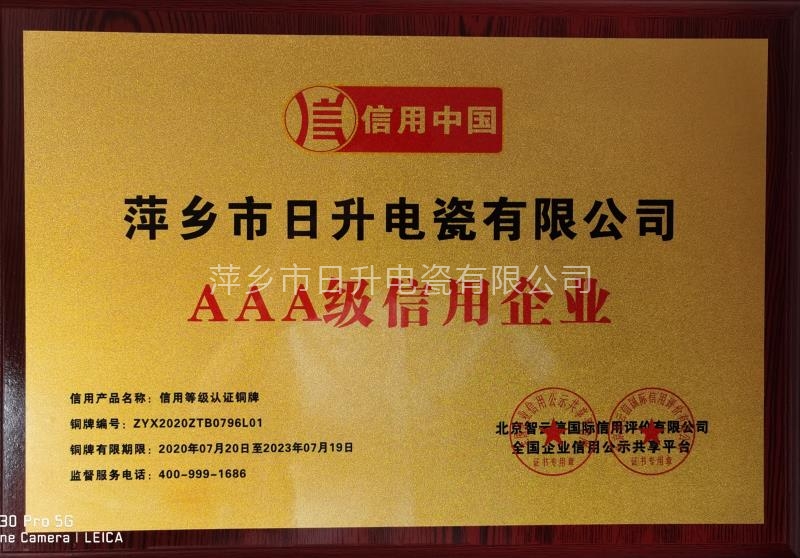 信用中国
萍乡市日升电瓷有限公司
萍乡市日升电瓷有限公司
AAA级信用企业
信用产品名称：信用等级认证铜牌
铜牌编号：ZYX2020ZTB0796L01
铜牌有限期限：2020年07月20日至2023年07月19日
监督服务电话：400-999-1686
北京智云信国际信用评价有限公司
全国企业信用公示共享平台
证书专用章
证书专用章
30 Pro 5G
ne Camera | LEICA